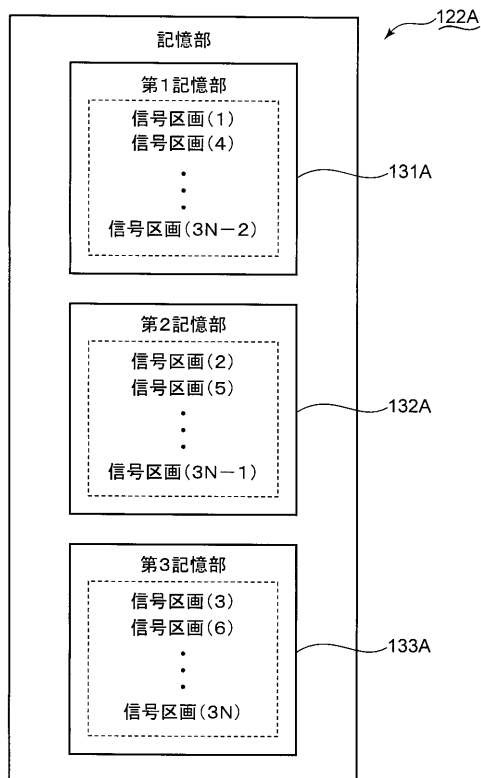 122A
記憶部
第1記憶部
信号区画(1)
信号区画(4)
・
・
・
信号区画(3N−2)
131A
第2記憶部
信号区画(2)
信号区画(5)
・
・
・
信号区画(3N−1)
132A
第3記憶部
信号区画(3)
信号区画(6)
・
・
・
信号区画(3N)
133A